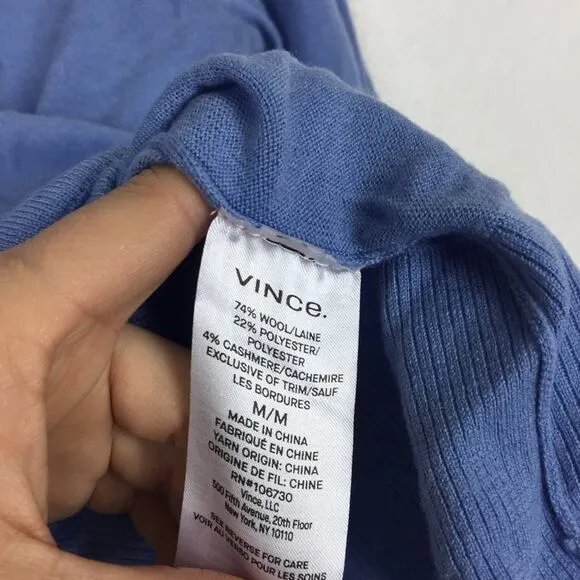 VINCE.
74% WOOL/LAINE
22% POLYESTER/
POLYESTER
4% CASHMERE/CACHEMIRE
EXCLUSIVE OF TRIM/SAUF
LES BORDURES
M/M
MADE IN CHINA
FABRIQUÉ EN CHINE
YARN ORIGIN: CHINA
ORIGINE DE FIL: CHINE
RN#106730
Vince, LLC
500 Fifth Avenue, 20th Floor
New York, NY 10110
SEE REVERSE FOR CARE
VOIR AU VERSO POUR LES SOINS